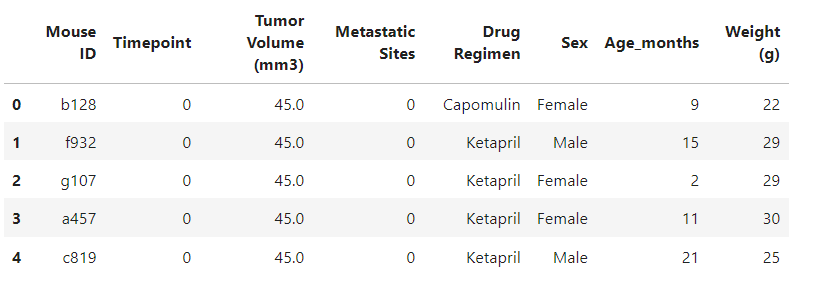 Mouse ID Timepoint Tumor Volume (mm3) Metastatic Sites Drug Regimen Sex Age_months Weight (g)
0 b128 0 45.0 0 Capomulin Female 9 22
1 f932 0 45.0 0 Ketapril Male 15 29
2 g107 0 45.0 0 Ketapril Female 2 29
3 a457 0 45.0 0 Ketapril Female 11 30
4 c819 0 45.0 0 Ketapril Male 21 25